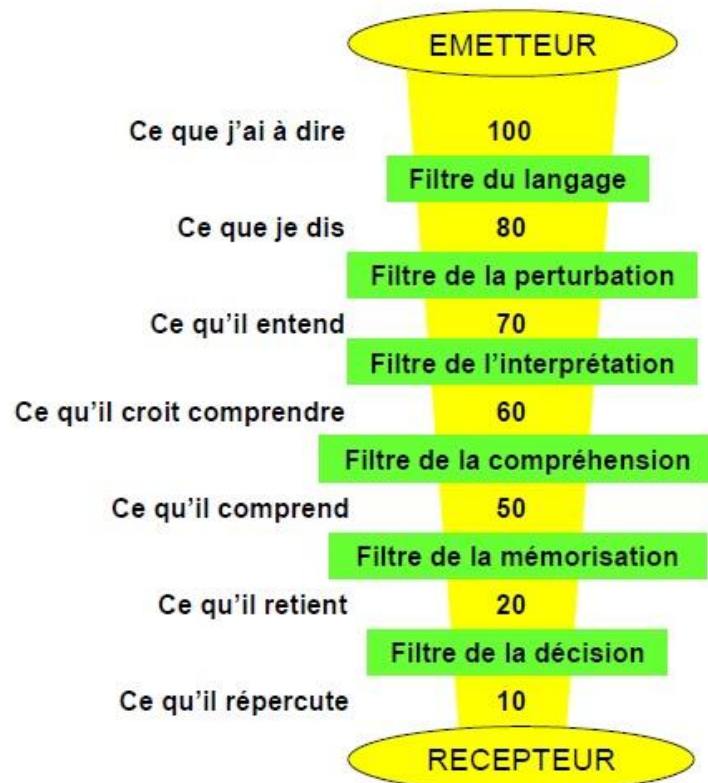 EMETTEUR
Ce que j'ai à dire 100
Filtre du langage
Ce que je dis 80
Filtre de la perturbation
Ce qu'il entend 70
Filtre de l'interprétation
Ce qu'il croit comprendre 60
Filtre de la compréhension
Ce qu'il comprend 50
Filtre de la mémorisation
Ce qu'il retient 20
Filtre de la décision
Ce qu'il répercute 10
RECEPTEUR